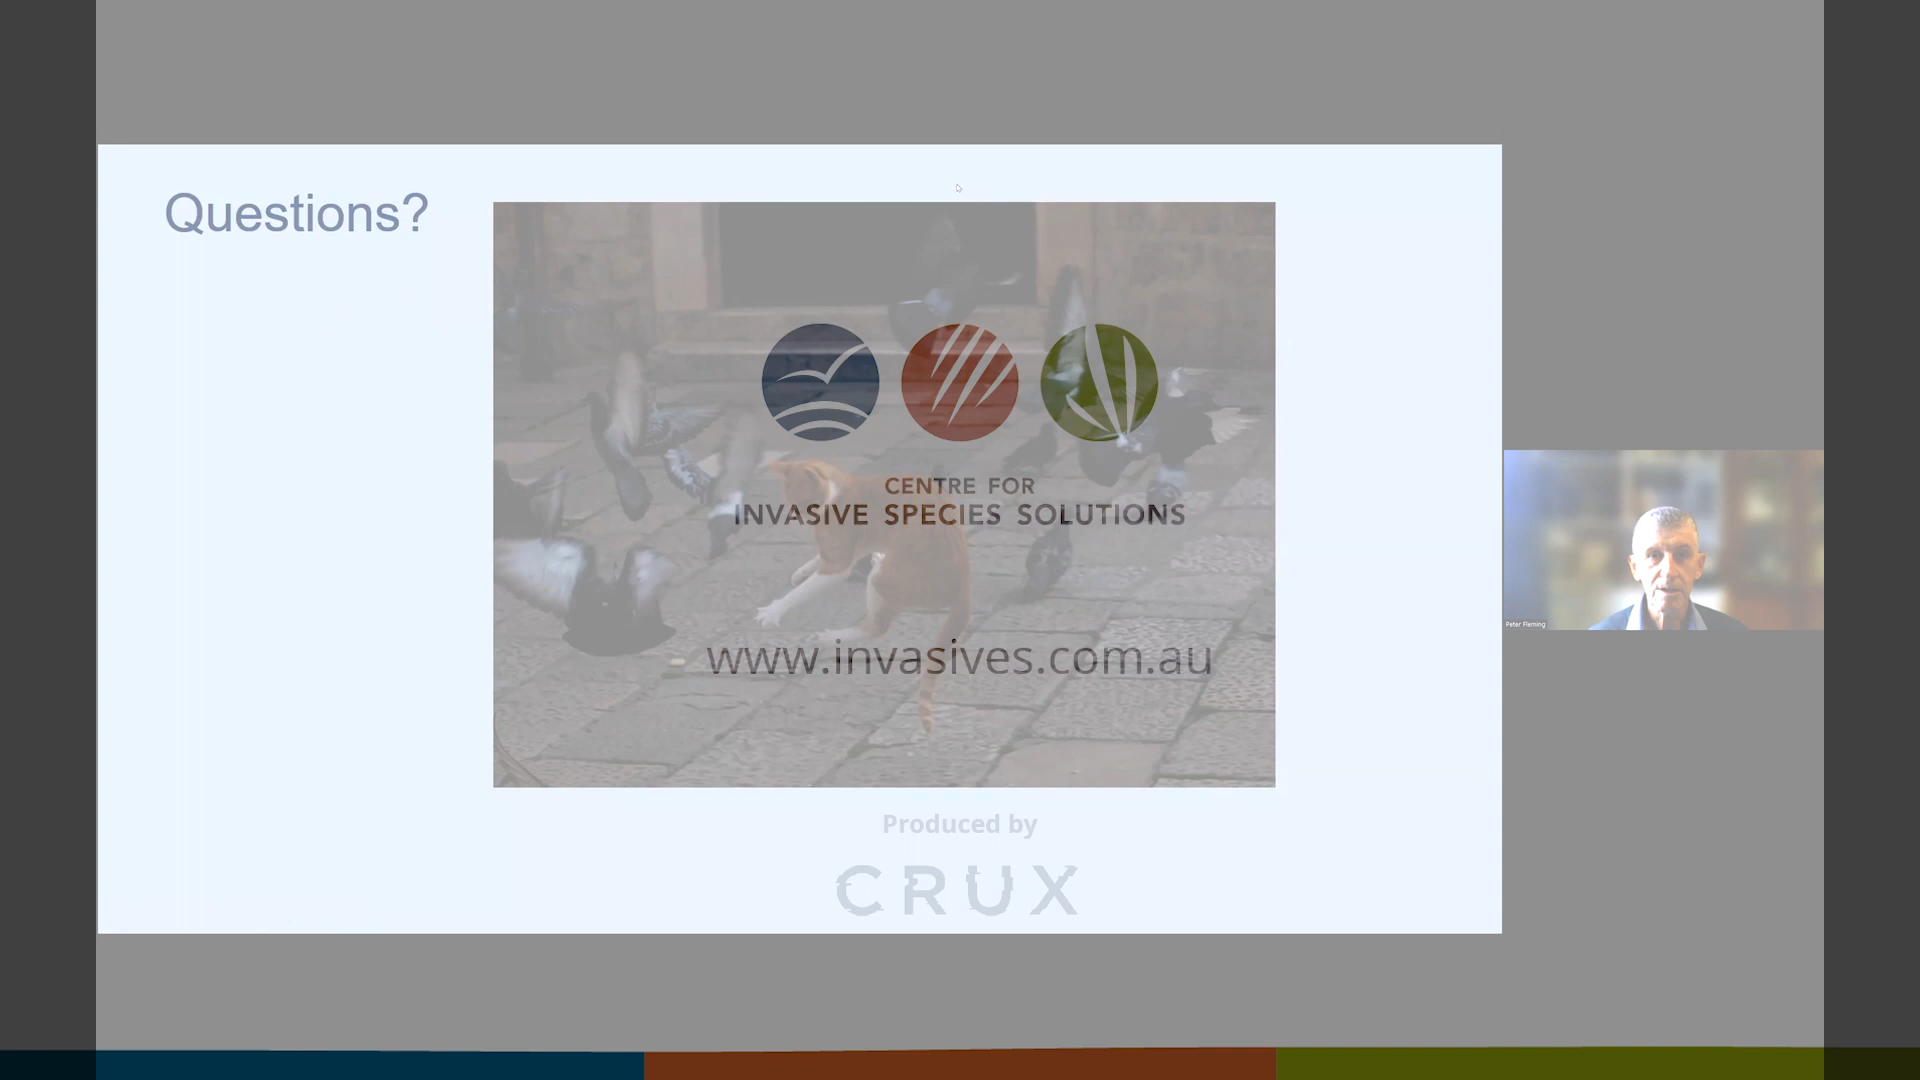 Questions?
CENTRE FOR
INVASIVE SPECIES SOLUTIONS
www.invasives.com.au
Peter Fleming
Produced by
CRUX